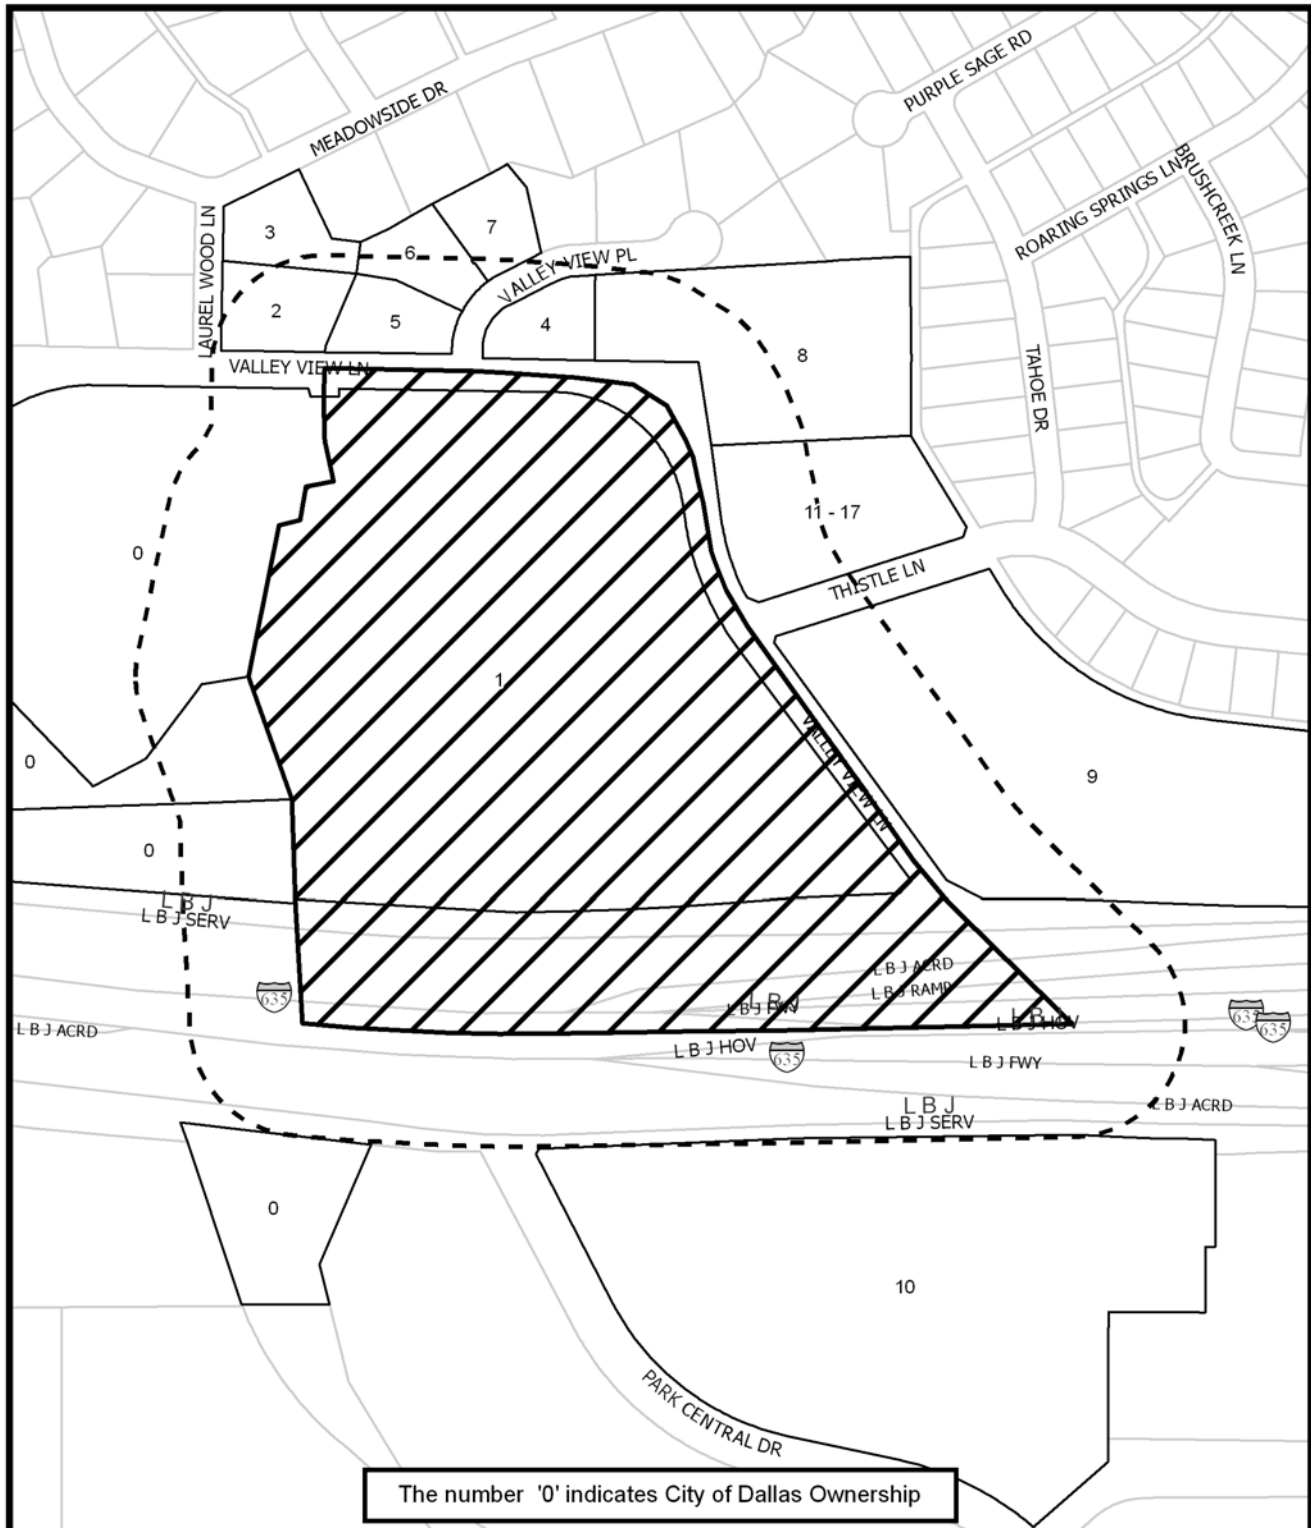 PURPLE SAGE RD
MEADOWSIDE DR
BRUSHCREEK LN
ROARING SPRINGS LN
LAUREL WOOD LN
3
7
6
VALLEY VIEW PL
2
5
4
8
VALLEY VIEW LN
TAHOE DR
11 - 17
0
THISTLE LN
1
VALLEY VIEW LN
0
9
0
L B J
L B J SERV
L B J ACRD
L B J RAMP
635
L B J
L B J FWY
L B J
L B J HOV
635
635
L B J ACRD
L B J HOV
635
L B J FWY
L B J
L B J ACRD
L B J SERV
0
10
PARK CENTRAL DR
The number '0' indicates City of Dallas Ownership